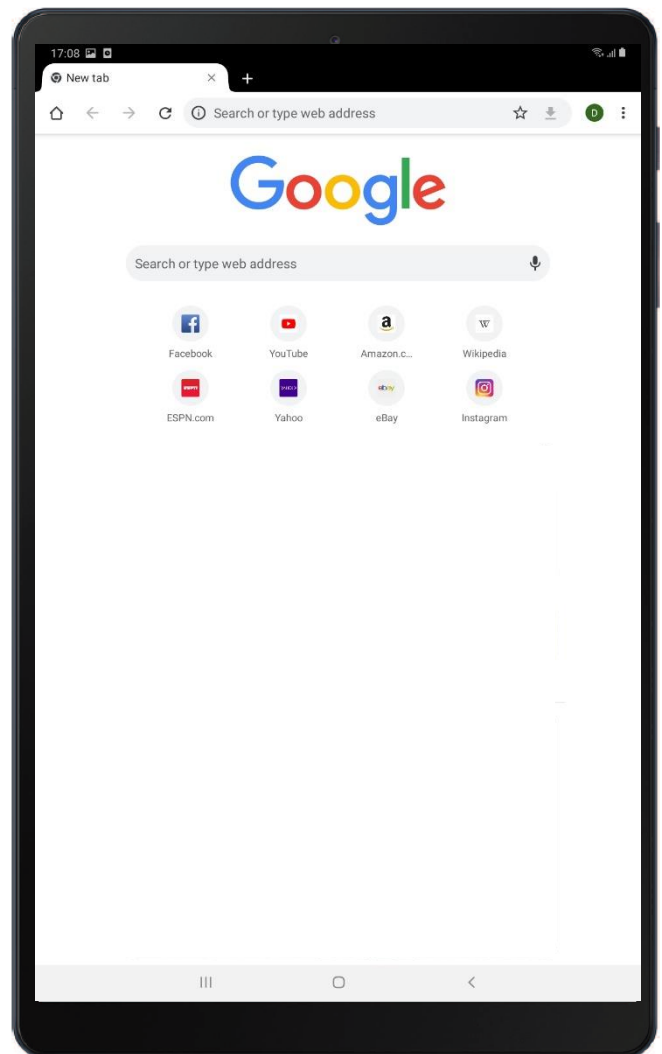 17:08
New tab
Search or type web address
D
Google
Search or type web address
Facebook
YouTube
Amazon.c...
Wikipedia
ESPN.com
Yahoo
eBay
Instagram